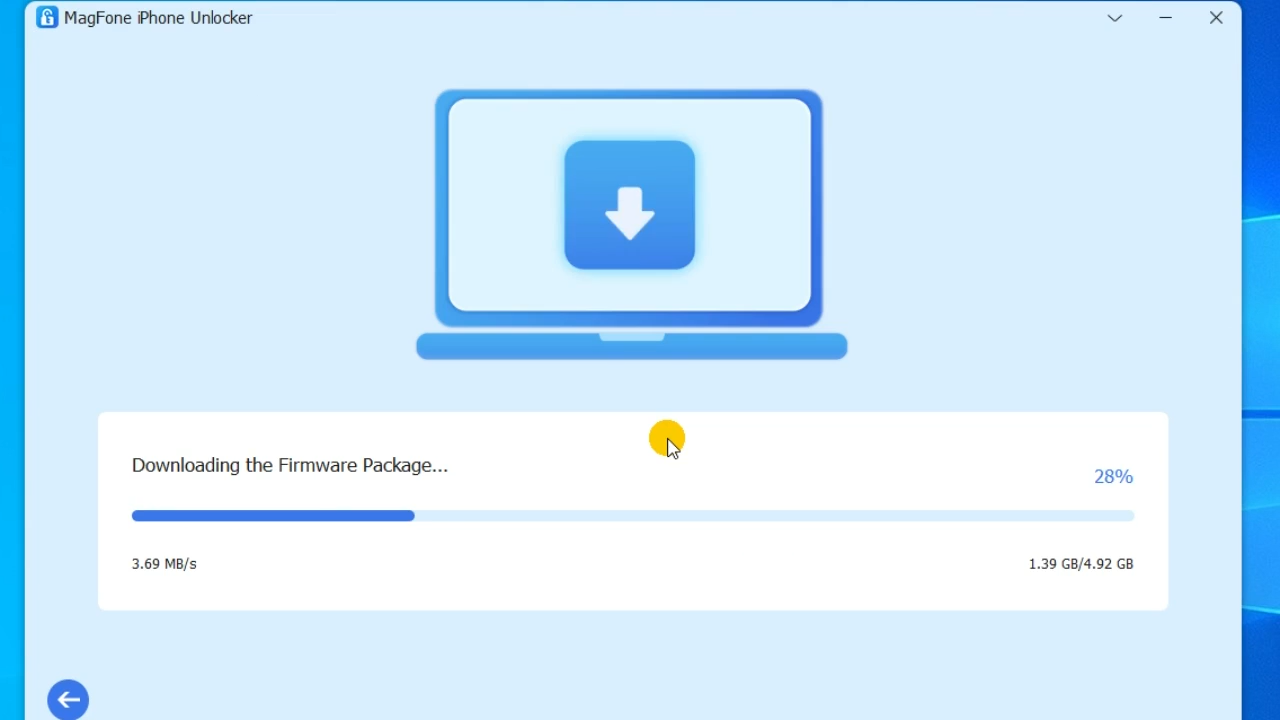 MagFone iPhone Unlocker
Downloading the Firmware Package...
28%
3.69 MB/s
1.39 GB/4.92 GB